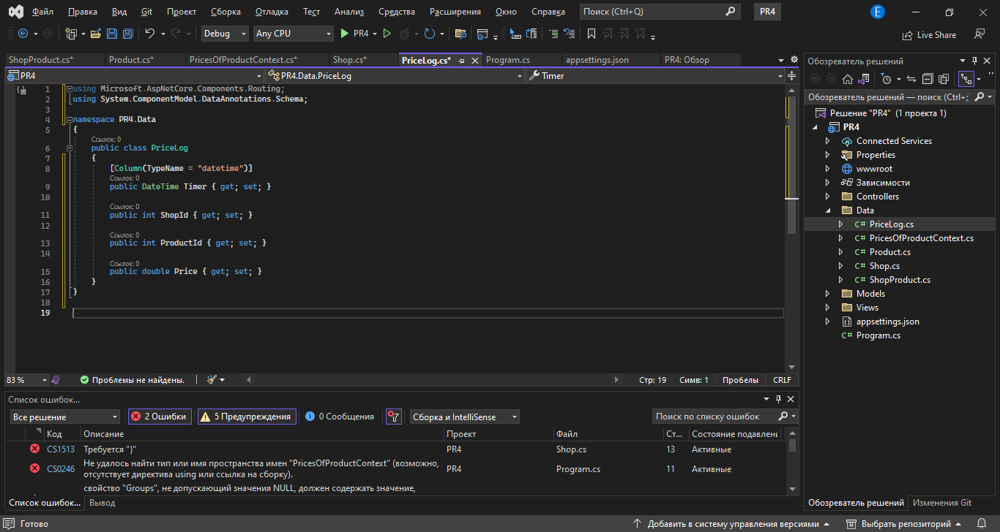 Файл Правка Вид Git Проект Сборка Отладка Тест Анализ Средства Расширения Окно Справка Поиск (Ctrl+Q) PR4 E
Debug Any CPU PR4 Live Share
ShopProduct.cs* Product.cs* PricesOfProductContext.cs* Shop.cs* PriceLog.cs* Program.cs appsettings.json PR4: Обзор
PR4 PR4.Data.PriceLog Timer
1 using Microsoft.AspNetCore.Components.Routing;
2 using System.ComponentModel.DataAnnotations.Schema;
3
4 namespace PR4.Data
5 {
Ссылок: 0
6 public class PriceLog
7 {
8 [Column(TypeName = "datetime")]
Ссылок: 0
9 public DateTime Timer { get; set; }
10
Ссылок: 0
11 public int ShopId { get; set; }
12
Ссылок: 0
13 public int ProductId { get; set; }
14
Ссылок: 0
15 public double Price { get; set; }
16 }
17 }
18
19
83 % Проблемы не найдены. Стр: 19 Симв: 1 Пробелы CRLF
Список ошибок...
Все решение 2 Ошибки 5 Предупреждения 0 Сообщения Сборка и IntelliSense Поиск по списку ошибок
Код Описание Проект Файл Ст... Состояние подавлени
CS1513 Требуется "}" PR4 Shop.cs 13 Активные
CS0246 Не удалось найти тип или имя пространства имен "PricesOfProductContext" (возможно, отсутствует директива using или ссылка на сборку). PR4 Program.cs 11 Активные
свойство "Groups", не допускающий значения NULL, должен содержать значение,
Список ошибок... Вывод
Обозреватель решений
Обозреватель решений — поиск (Ctrl+;
Решение "PR4" (1 проекта 1)
PR4
Connected Services
Properties
wwwroot
Зависимости
Controllers
Data
C# PriceLog.cs
C# PricesOfProductContext.cs
C# Product.cs
C# Shop.cs
C# ShopProduct.cs
Models
Views
appsettings.json
C# Program.cs
Обозреватель решений Изменения Git
Готово Добавить в систему управления версиями Выбрать репозиторий